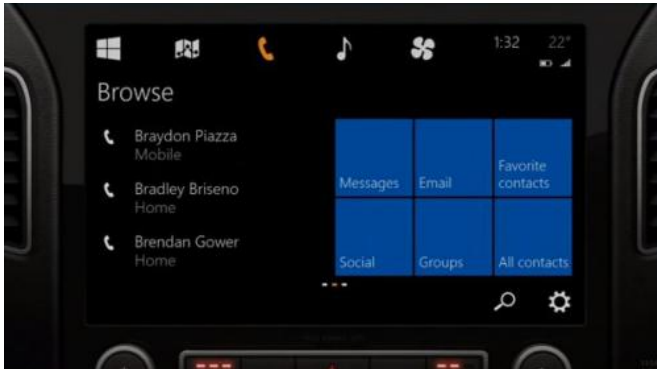 1:32 22°
Browse
Braydon Piazza
Mobile
Bradley Briseno
Home
Brendan Gower
Home
Messages
Email
Favorite
contacts
Social
Groups
All contacts